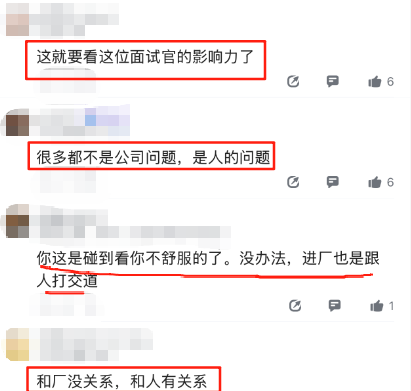 这就要看这位面试官的影响力了
6
很多都不是公司问题，是人的问题
6
你这是碰到看你不舒服的了。没办法，进厂也是跟
人打交道
1
和厂没关系，和人有关系